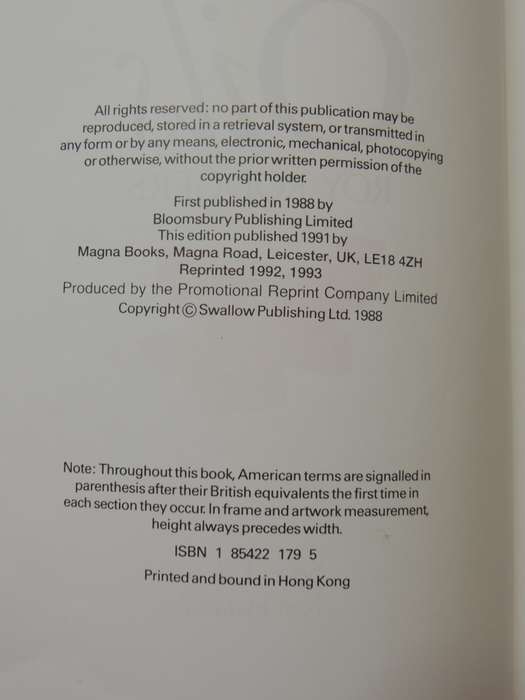 All rights reserved: no part of this publication may be
reproduced, stored in a retrieval system, or transmitted in
any form or by any means, electronic, mechanical, photocopying
or otherwise, without the prior written permission of the
copyright holder.
First published in 1988 by
Bloomsbury Publishing Limited
This edition published 1991 by
Magna Books, Magna Road, Leicester, UK, LE18 4ZH
Reprinted 1992, 1993
Produced by the Promotional Reprint Company Limited
Copyright © Swallow Publishing Ltd. 1988
Note: Throughout this book, American terms are signalled in
parenthesis after their British equivalents the first time in
each section they occur. In frame and artwork measurement,
height always precedes width.
ISBN 1 85422 179 5
Printed and bound in Hong Kong